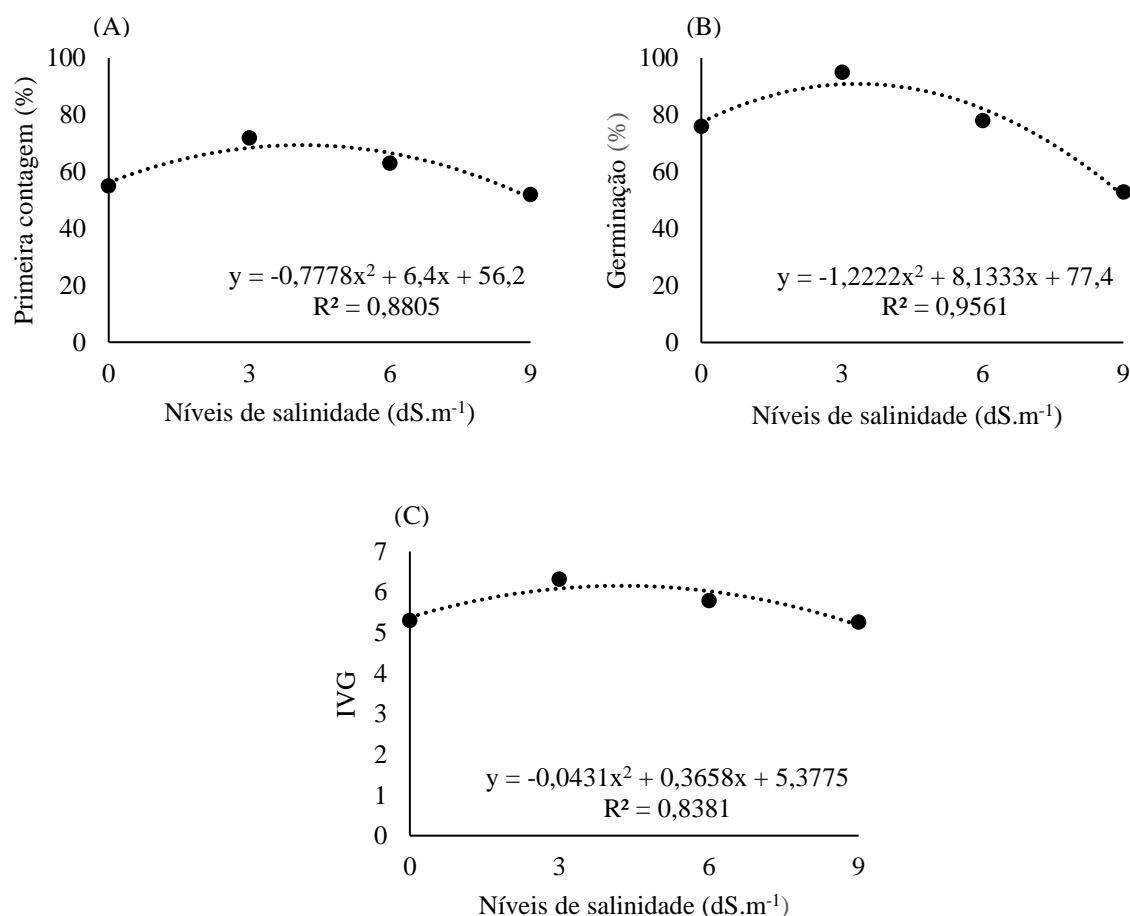 (A)
100
80
60
40
20
0
Primeira contagem (%)
y = -0,7778x² + 6,4x + 56,2
R² = 0,8805
0 3 6 9
Níveis de salinidade (dS.m⁻¹)
(B)
100
80
60
40
20
0
Germinação (%)
y = -1,2222x² + 8,1333x + 77,4
R² = 0,9561
0 3 6 9
Níveis de salinidade (dS.m⁻¹)
(C)
7
6
5
4
3
2
1
0
IVG
y = -0,0431x² + 0,3658x + 5,3775
R² = 0,8381
0 3 6 9
Níveis de salinidade (dS.m⁻¹)